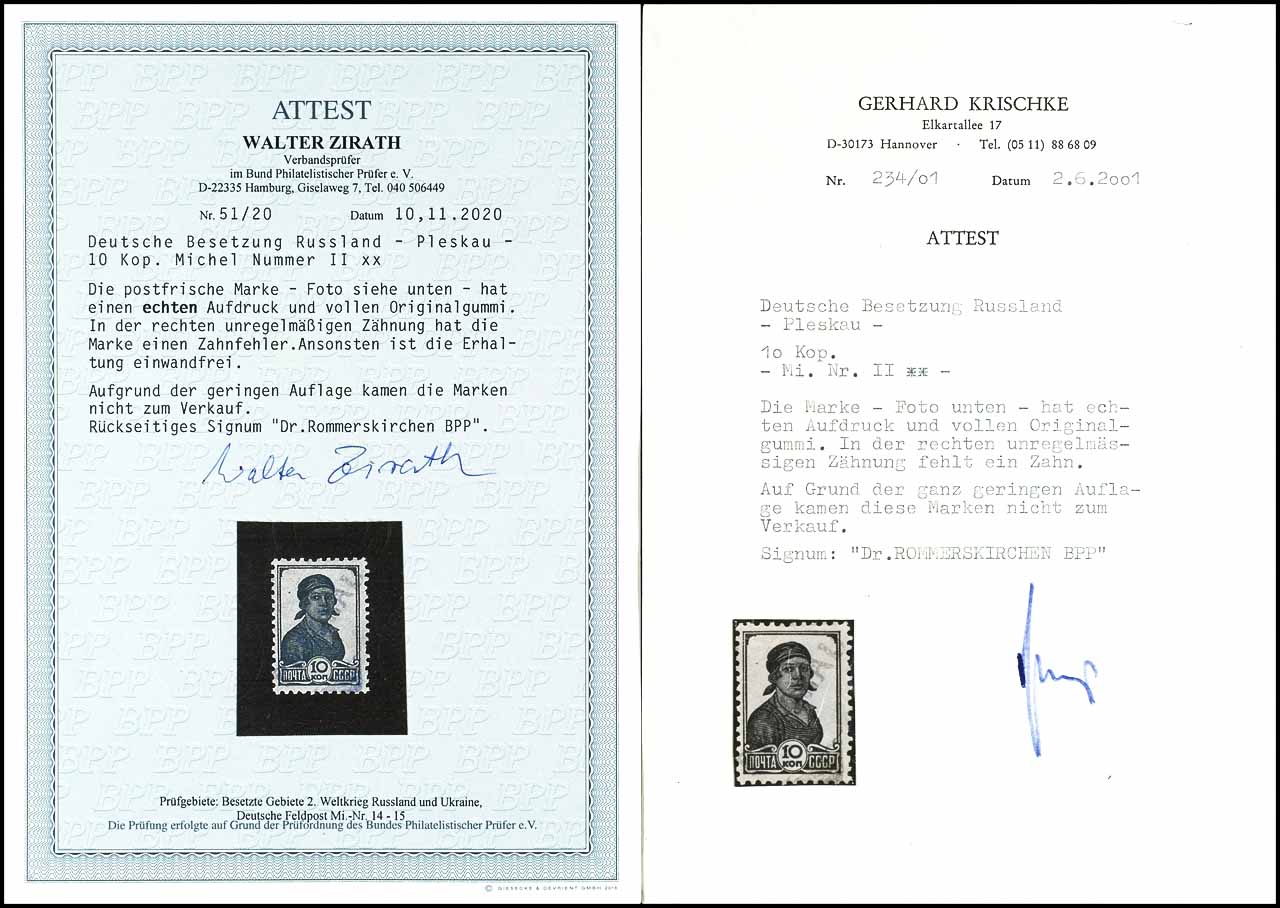 ATTEST
WALTER ZIRATH
Verbandsprüfer
im Bund Philatelistischer Prüfer e. V.
D-22335 Hamburg, Giselaweg 7, Tel. 040 506449
Nr. 51/20 Datum 10,11.2020
Deutsche Besetzung Russland - Pleskau -
10 Kop. Michel Nummer II xx
Die postfrische Marke - Foto siehe unten - hat
einen echten Aufdruck und vollen Originalgummi.
In der rechten unregelmäßigen Zähnung hat die
Marke einen Zahnfehler.Ansonsten ist die Erhal-
tung einwandfrei.
Aufgrund der geringen Auflage kamen die Marken
nicht zum Verkauf.
Rückseitiges Signum "Dr.Rommerskirchen BPP".
Walter Zirath
10
КОП
ПОЧТА СССР
Prüfgebiete: Besetzte Gebiete 2. Weltkrieg Russland und Ukraine,
Deutsche Feldpost Mi.-Nr. 14 - 15
Die Prüfung erfolgte auf Grund der Prüfordnung des Bundes Philatelistischer Prüfer e.V.
© GIESECKE & DEVRIENT GMBH
GERHARD KRISCHKE
Elkartallee 17
D-30173 Hannover · Tel. (05 11) 88 68 09
Nr. 234/01 Datum 2.6.2001
ATTEST
Deutsche Besetzung Russland
- Pleskau -
10 Kop.
- Mi. Nr. II ** -
Die Marke - Foto unten - hat ech-
ten Aufdruck und vollen Original-
gummi. In der rechten unregelmäs-
sigen Zähnung fehlt ein Zahn.
Auf Grund der ganz geringen Aufla-
ge kamen diese Marken nicht zum
Verkauf.
Signum: "Dr.ROMMERSKIRCHEN BPP"
10
КОП
ПОЧТА СССР